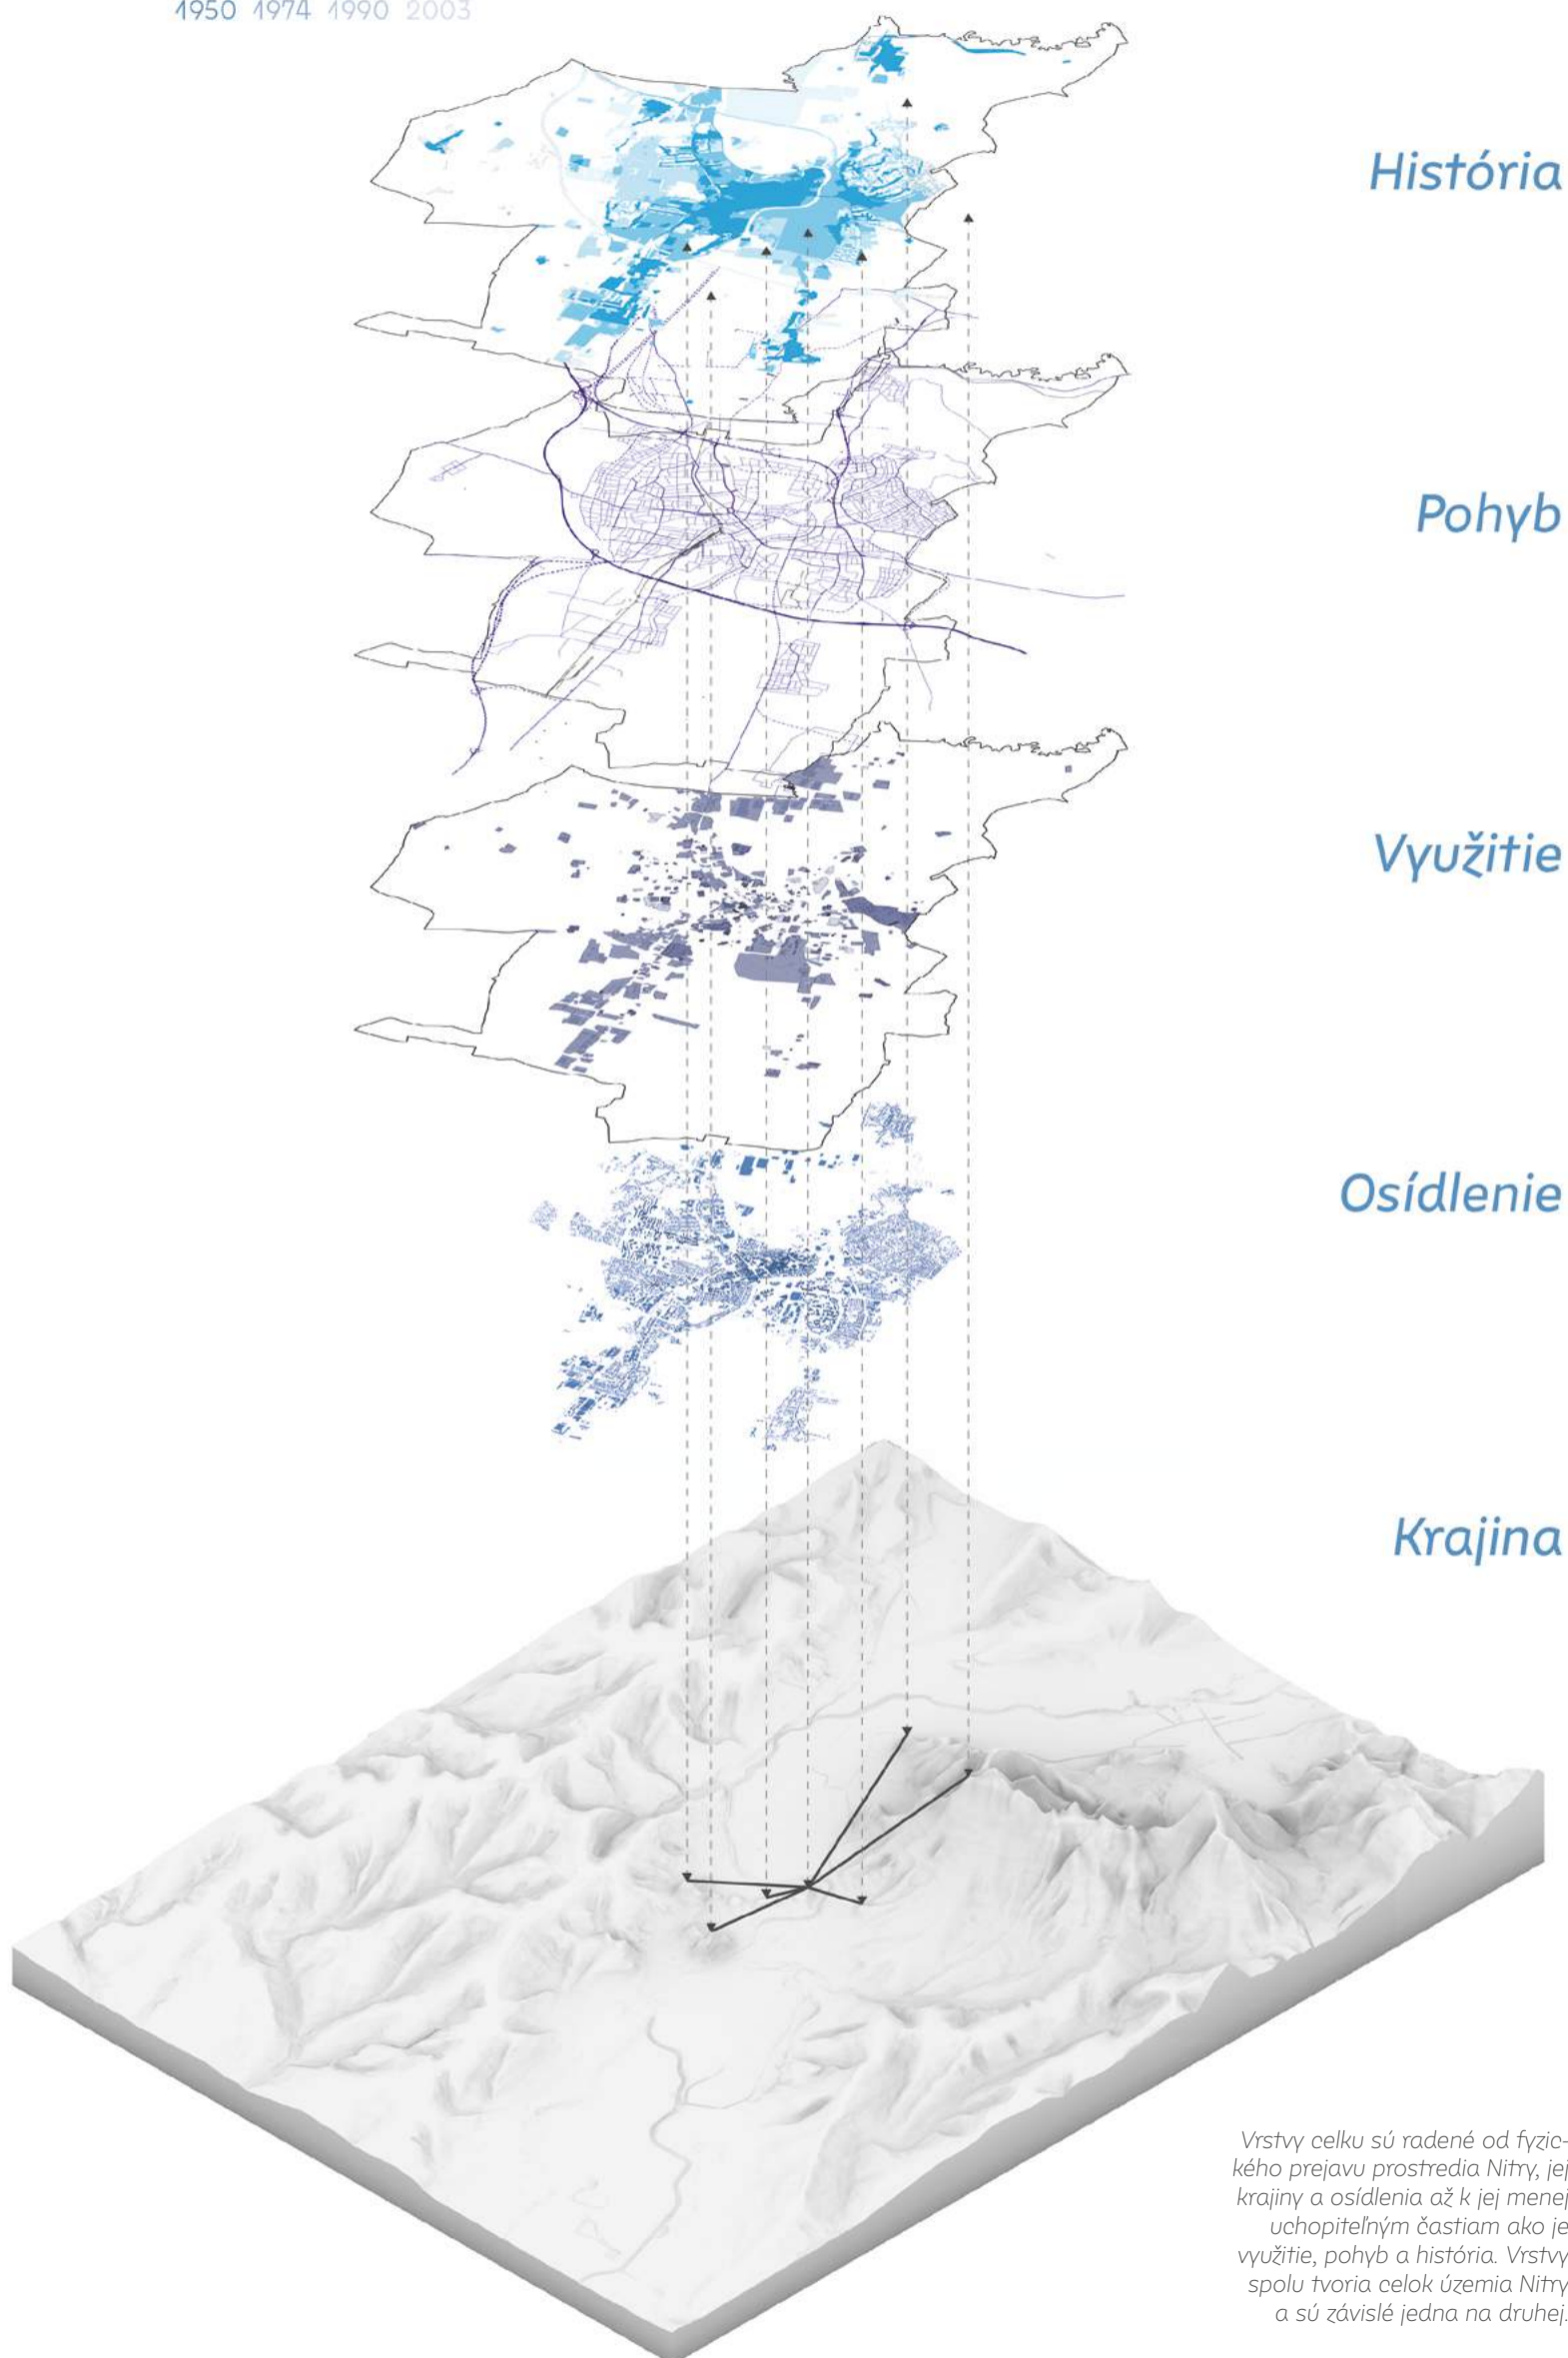 1950 1974 1990 2003
História
Pohyb
Využitie
Osídlenie
Krajina
Vrstvy celku sú radené od fyzic-
kého prejavu prostredia Nitry, jej
krajiny a osídlenia až k jej menej
uchopiteľným častiam ako je
využitie, pohyb a história. Vrstvy
spolu tvoria celok územia Nitry
a sú závislé jedna na druhej.